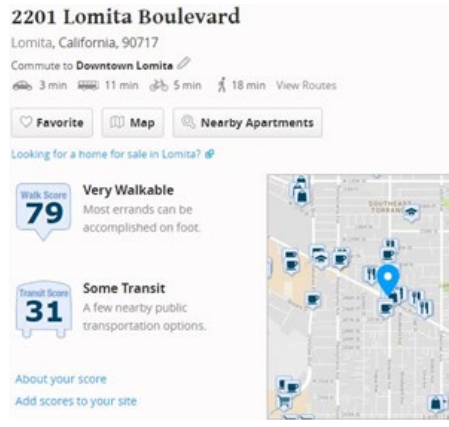 2201 Lomita Boulevard
Lomita, California, 90717
Commute to Downtown Lomita
3 min 11 min 5 min 18 min View Routes
Favorite Map Nearby Apartments
Looking for a home for sale in Lomita?
Walk Score
79
Very Walkable
Most errands can be
accomplished on foot.
Transit Score
31
Some Transit
A few nearby public
transportation options.
About your score
Add scores to your site
SOUTHEAST